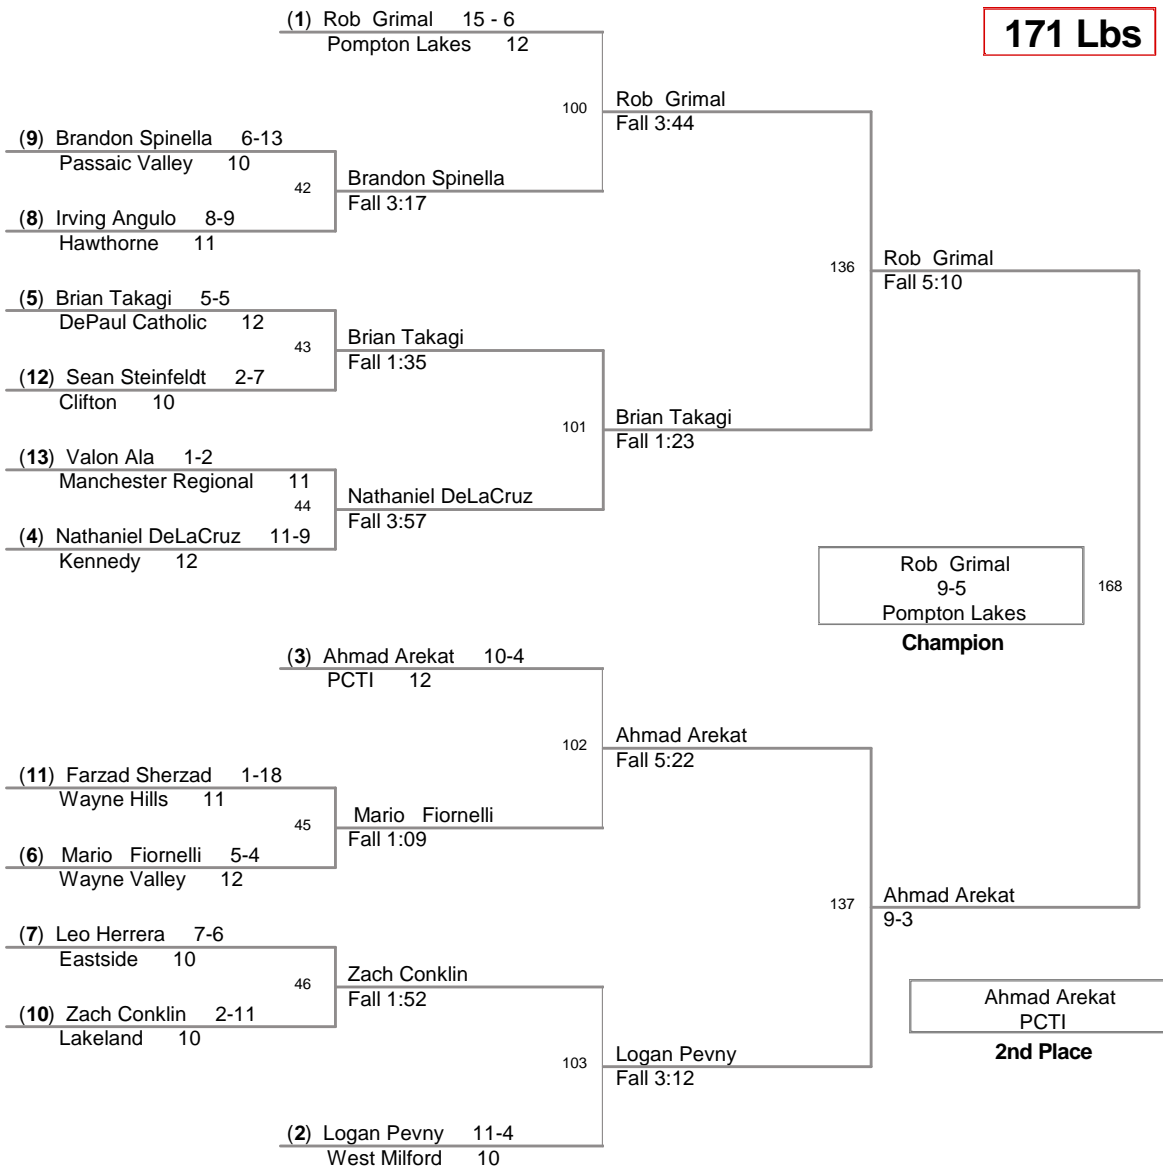 (1) Rob Grimal 15 - 6
Pompton Lakes 12
171 Lbs
100
Rob Grimal
Fall 3:44
(9) Brandon Spinella 6-13
Passaic Valley 10
42
Brandon Spinella
Fall 3:17
(8) Irving Angulo 8-9
Hawthorne 11
136
Rob Grimal
Fall 5:10
(5) Brian Takagi 5-5
DePaul Catholic 12
43
Brian Takagi
Fall 1:35
(12) Sean Steinfeldt 2-7
Clifton 10
101
Brian Takagi
Fall 1:23
(13) Valon Ala 1-2
Manchester Regional 11
44
Nathaniel DeLaCruz
Fall 3:57
(4) Nathaniel DeLaCruz 11-9
Kennedy 12
Rob Grimal
9-5
Pompton Lakes
168
Champion
(3) Ahmad Arekat 10-4
PCTI 12
102
Ahmad Arekat
Fall 5:22
(11) Farzad Sherzad 1-18
Wayne Hills 11
45
Mario Fiornelli
Fall 1:09
(6) Mario Fiornelli 5-4
Wayne Valley 12
137
Ahmad Arekat
9-3
(7) Leo Herrera 7-6
Eastside 10
46
Zach Conklin
Fall 1:52
(10) Zach Conklin 2-11
Lakeland 10
Ahmad Arekat
PCTI
2nd Place
103
Logan Pevny
Fall 3:12
(2) Logan Pevny 11-4
West Milford 10